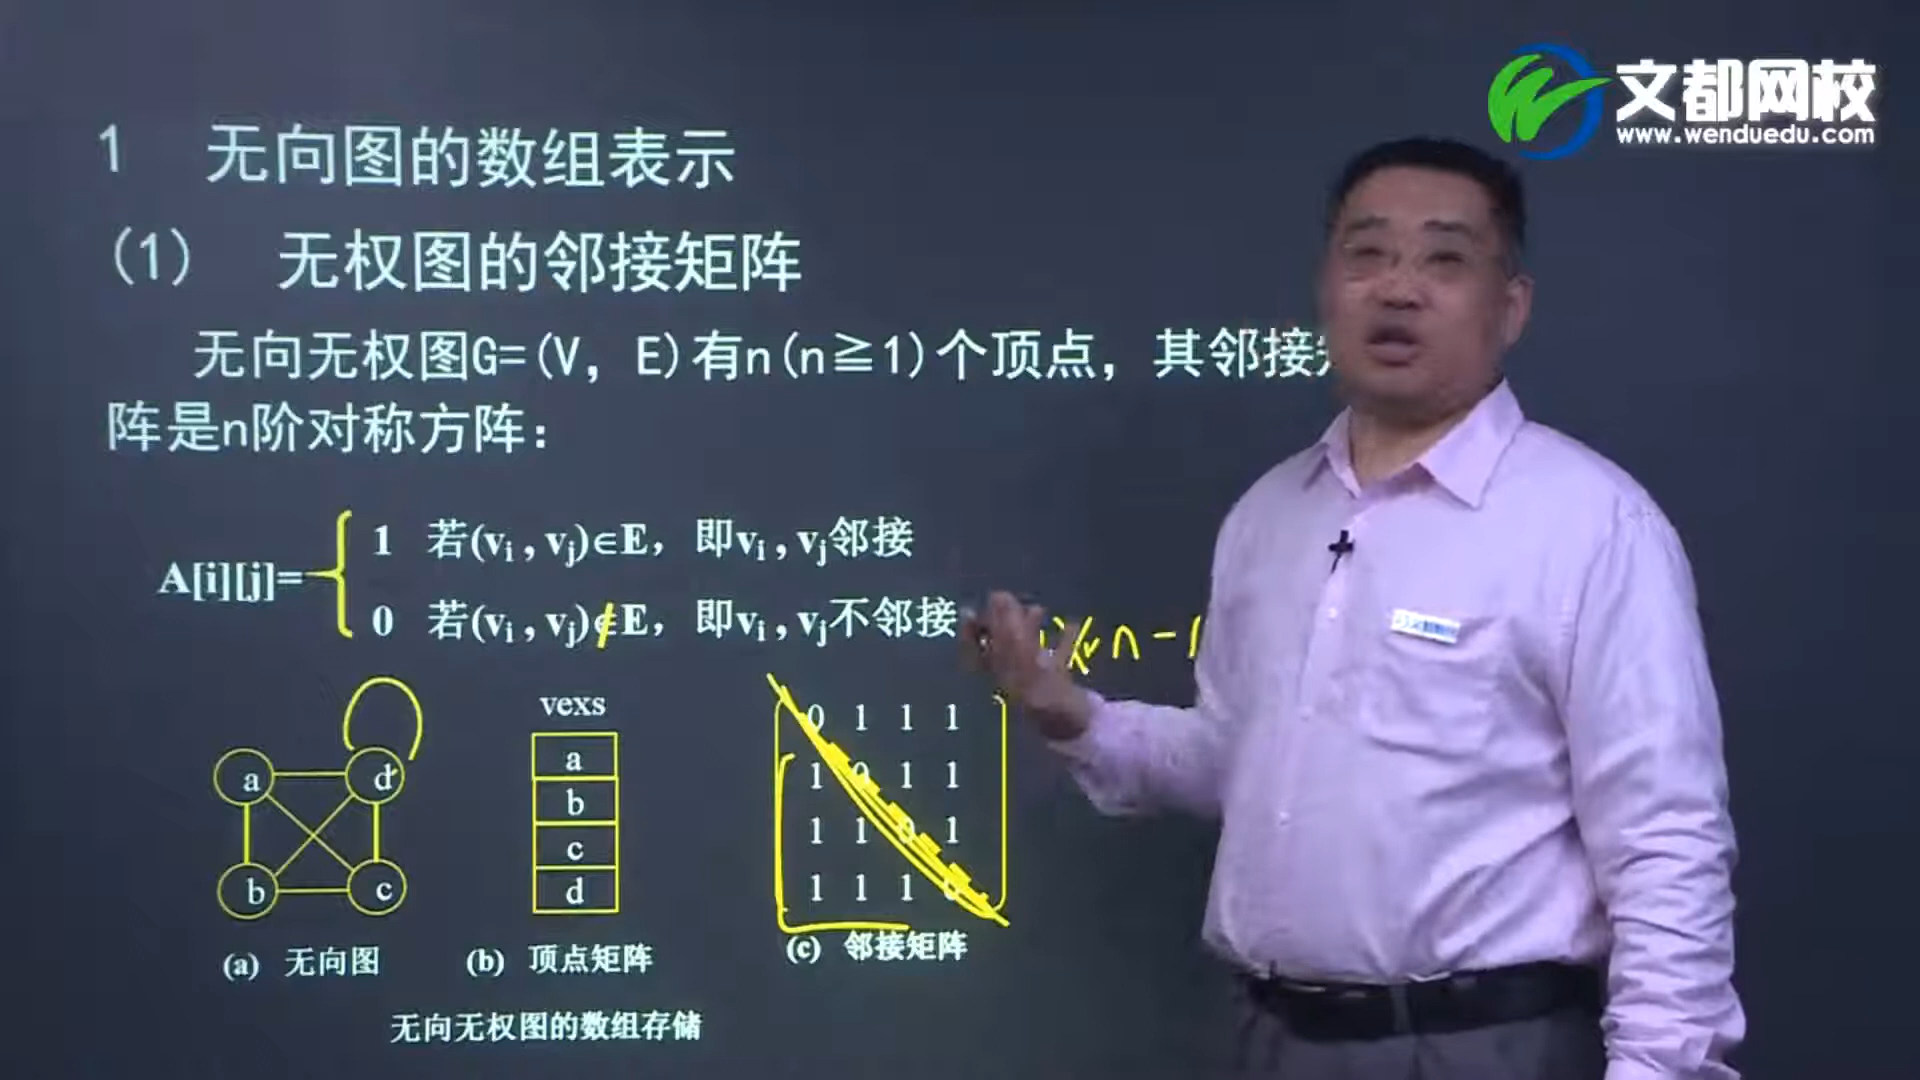 文都网校
www.wenduedu.com
1 无向图的数组表示
(1) 无权图的邻接矩阵
无向无权图G=(V, E)有n(n≧1)个顶点, 其邻接
阵是n阶对称方阵:
A[i][j]=
1 若(vi , vj)∈E, 即vi , vj邻接
0 若(vi , vj)∉E, 即vi , vj不邻接
n-1
a d
b c
(a) 无向图
vexs
a
b
c
d
(b) 顶点矩阵
0 1 1 1
1 0 1 1
1 1 0 1
1 1 1 0
(c) 邻接矩阵
无向无权图的数组存储